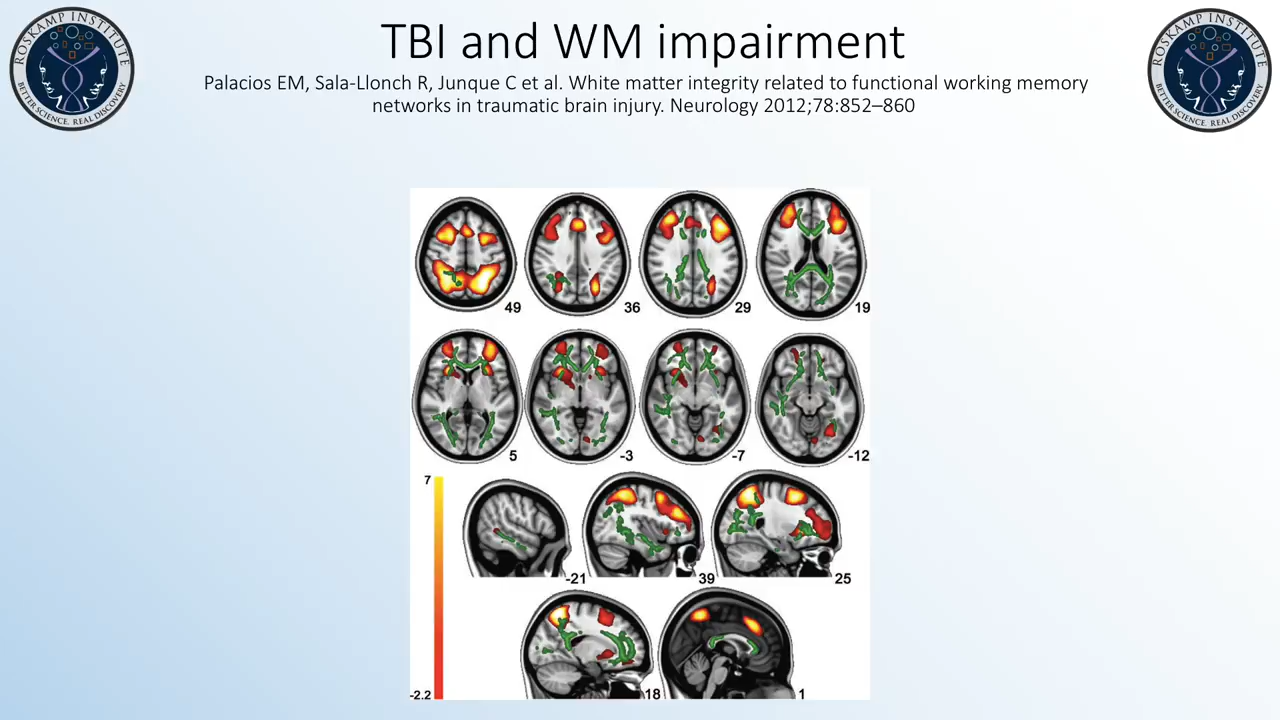 TBI and WM impairment
Palacios EM, Sala-Llonch R, Junque C et al. White matter integrity related to functional working memory
networks in traumatic brain injury. Neurology 2012;78:852–860
ROSKAMP INSTITUTE
BETTER SCIENCE. REAL DISCOVERY
ROSKAMP INSTITUTE
BETTER SCIENCE. REAL DISCOVERY
49 36 29 19
5 -3 -7 -12
7
-21 39 25
-2.2 18 1